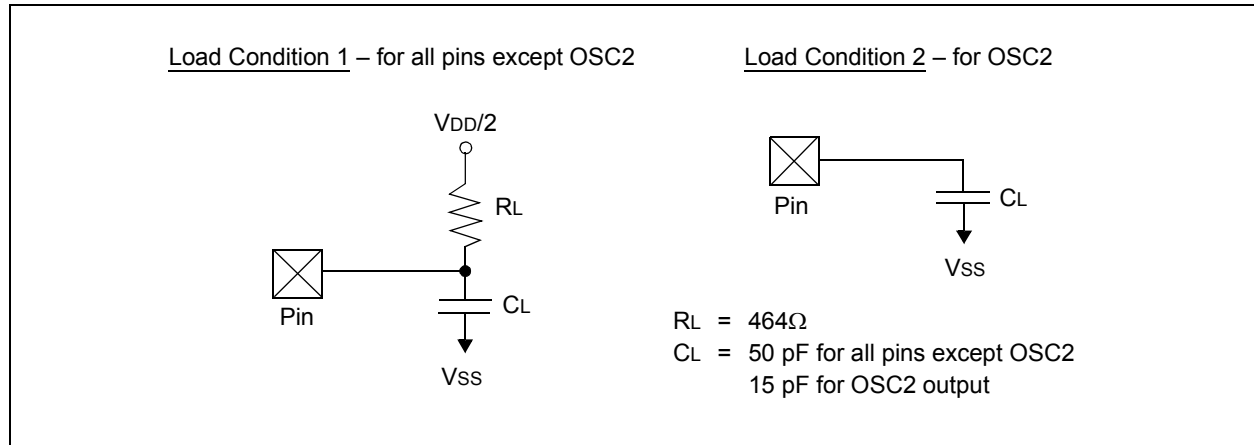 Load Condition 1 – for all pins except OSC2
VDD/2
RL
Pin
CL
VSS
Load Condition 2 – for OSC2
Pin
CL
VSS
RL = 464Ω
CL = 50 pF for all pins except OSC2
15 pF for OSC2 output